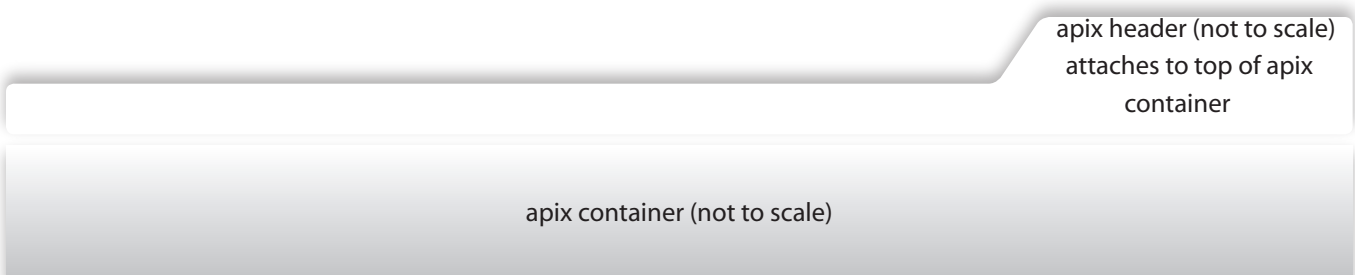 apix header (not to scale)
attaches to top of apix
container
apix container (not to scale)